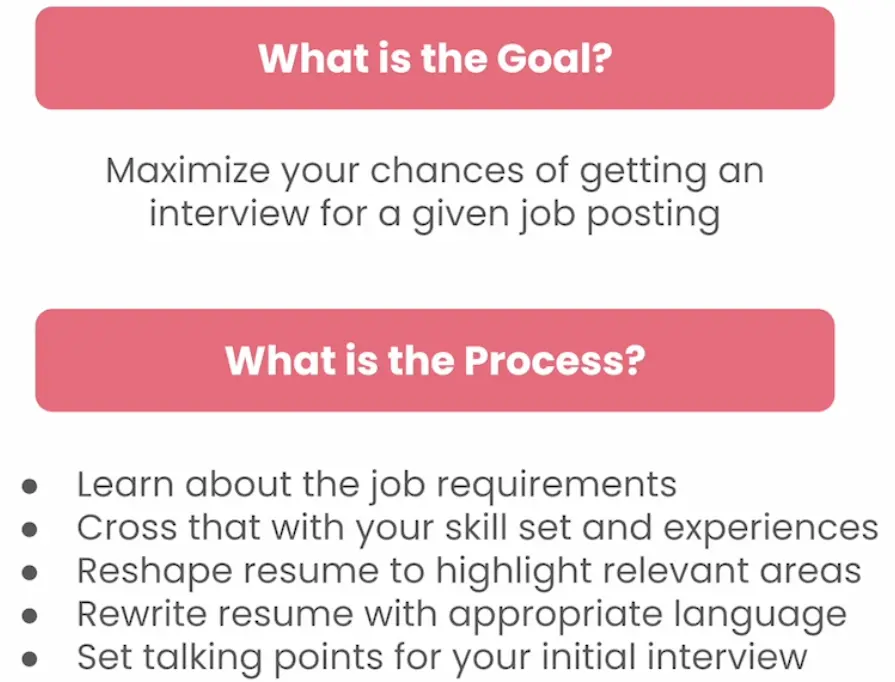 What is the Goal?
Maximize your chances of getting an
interview for a given job posting
What is the Process?
● Learn about the job requirements
● Cross that with your skill set and experiences
● Reshape resume to highlight relevant areas
● Rewrite resume with appropriate language
● Set talking points for your initial interview